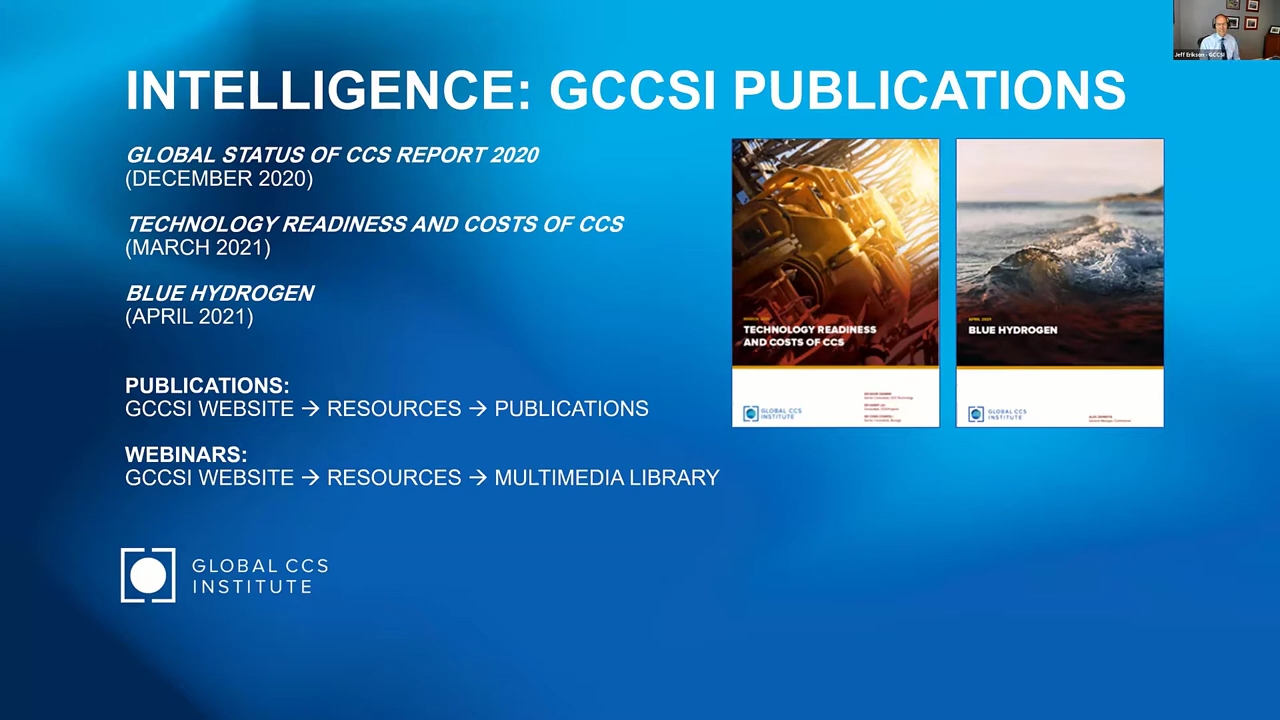 Jeff Erikson - GCCSI
INTELLIGENCE: GCCSI PUBLICATIONS
GLOBAL STATUS OF CCS REPORT 2020
(DECEMBER 2020)
TECHNOLOGY READINESS AND COSTS OF CCS
(MARCH 2021)
BLUE HYDROGEN
(APRIL 2021)
PUBLICATIONS:
GCCSI WEBSITE → RESOURCES → PUBLICATIONS
WEBINARS:
GCCSI WEBSITE → RESOURCES → MULTIMEDIA LIBRARY
GLOBAL CCS
INSTITUTE
TECHNOLOGY READINESS
AND COSTS OF CCS
GLOBAL CCS
INSTITUTE
APRIL 2021
BLUE HYDROGEN
GLOBAL CCS
INSTITUTE